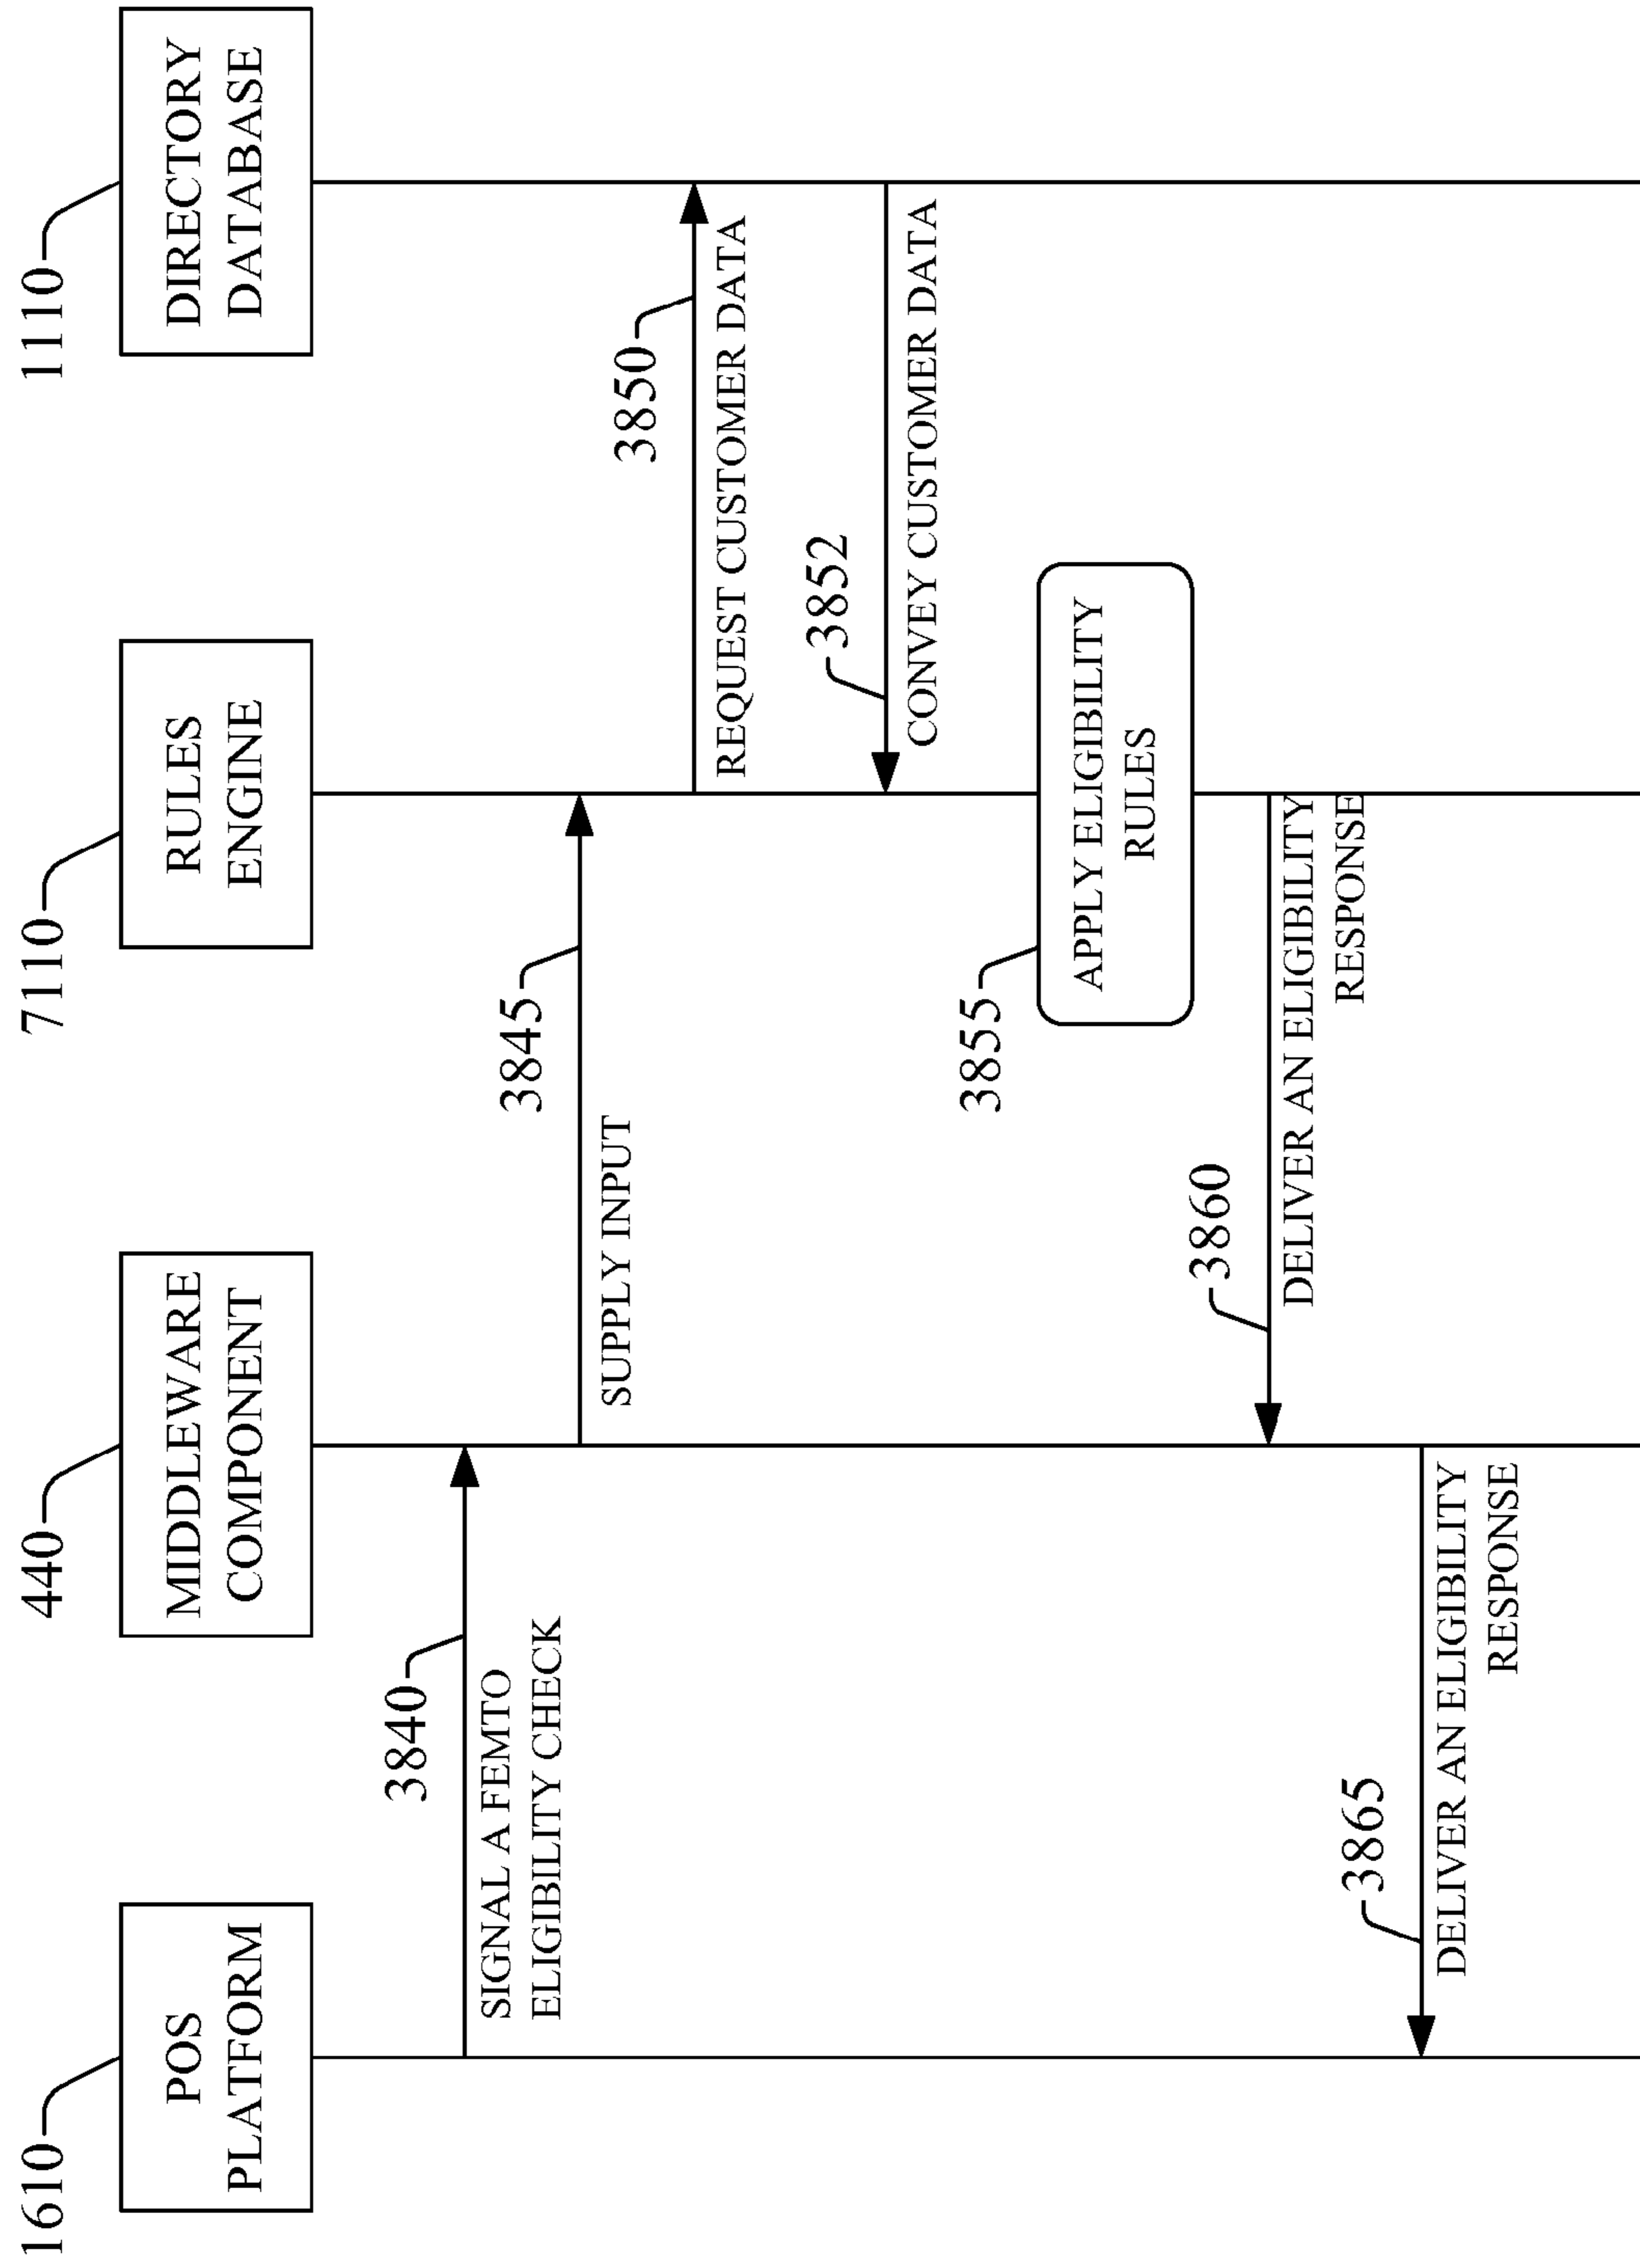 1610
POS
PLATFORM
440
MIDDLEWARE
COMPONENT
7110
RULES
ENGINE
1110
DIRECTORY
DATABASE
3840
SIGNAL A FEMTO
ELIGIBILITY CHECK
3845
SUPPLY INPUT
3850
REQUEST CUSTOMER DATA
3852
CONVEY CUSTOMER DATA
3855
APPLY ELIGIBILITY
RULES
3860
DELIVER AN ELIGIBILITY
RESPONSE
3865
DELIVER AN ELIGIBILITY
RESPONSE